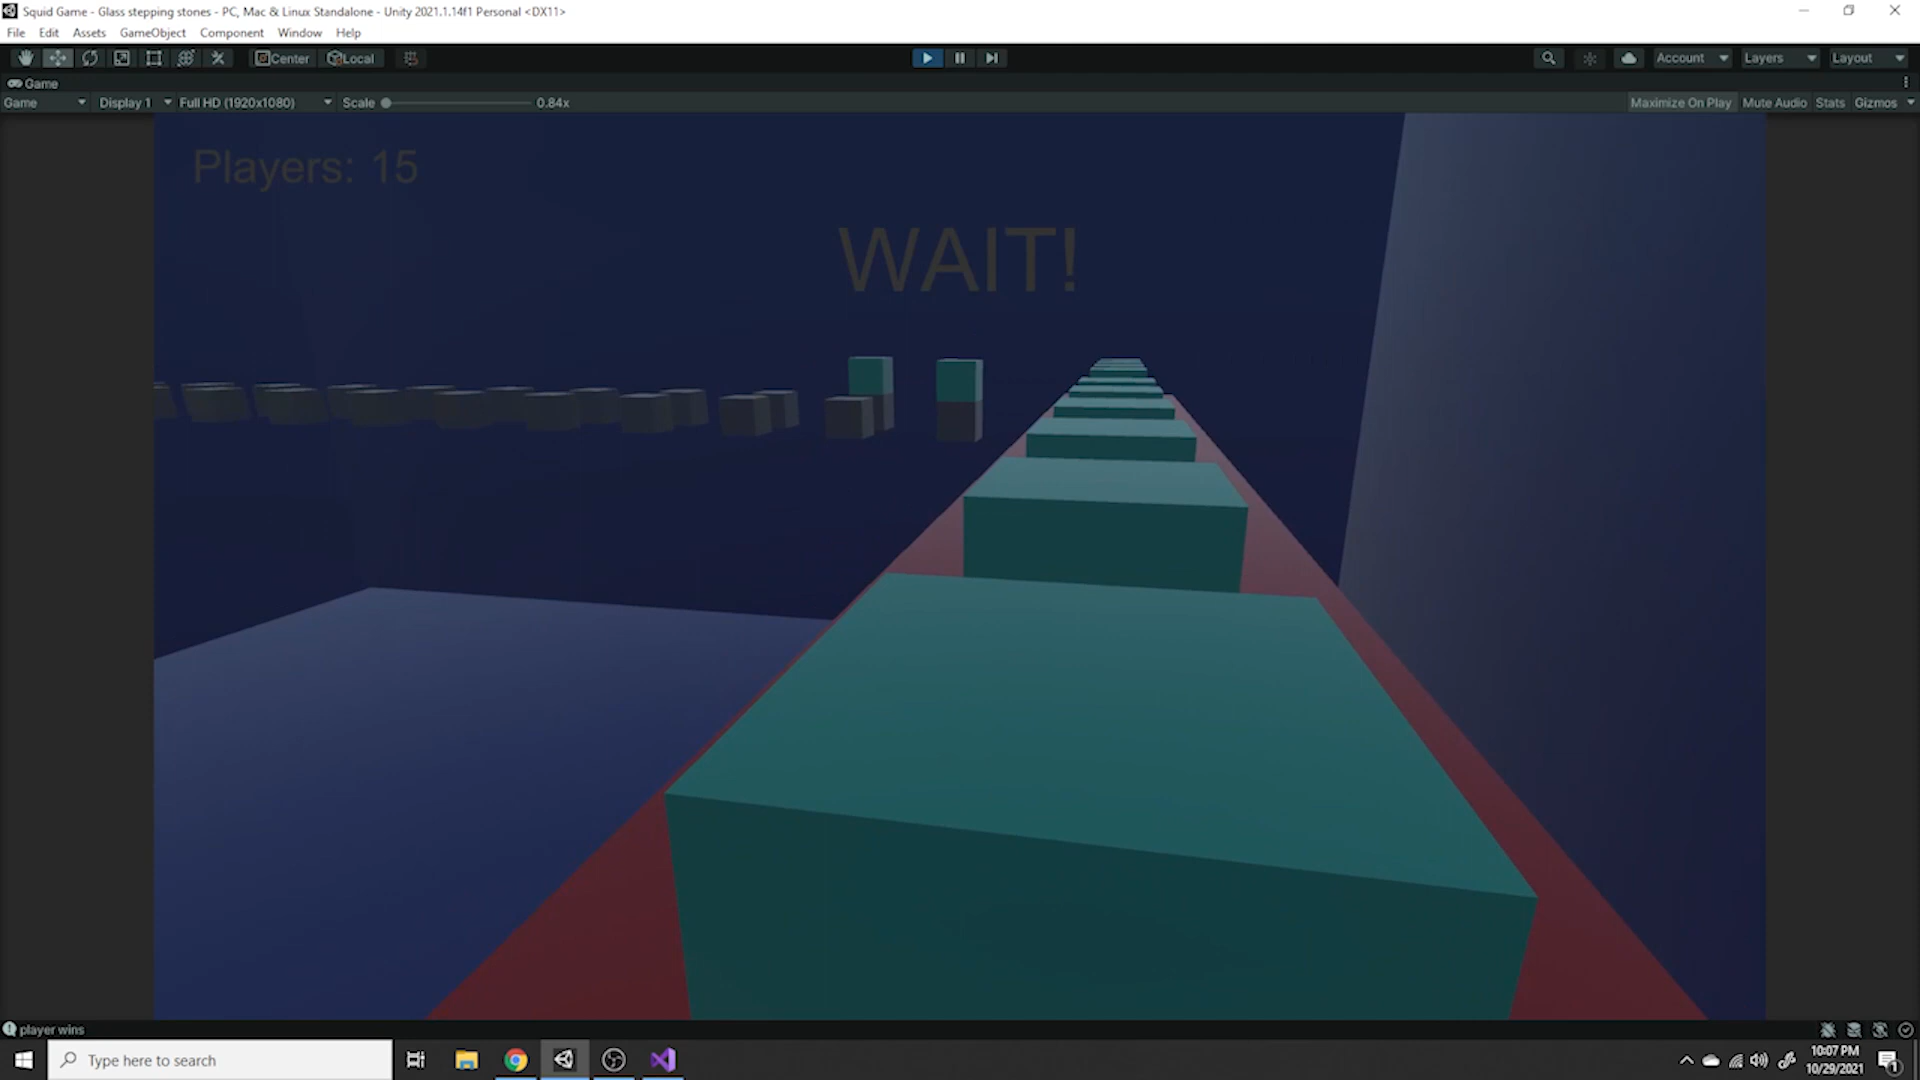 Squid Game - Glass stepping stones - PC, Mac & Linux Standalone - Unity 2021.1.14f1 Personal <DX11>
File Edit Assets GameObject Component Window Help
Center Local Account Layers Layout
Game
Game Display 1 Full HD (1920x1080) Scale 0.84x Maximize On Play Mute Audio Stats Gizmos
Players: 15
WAIT!
player wins
Type here to search
10:07 PM
10/29/2021
1